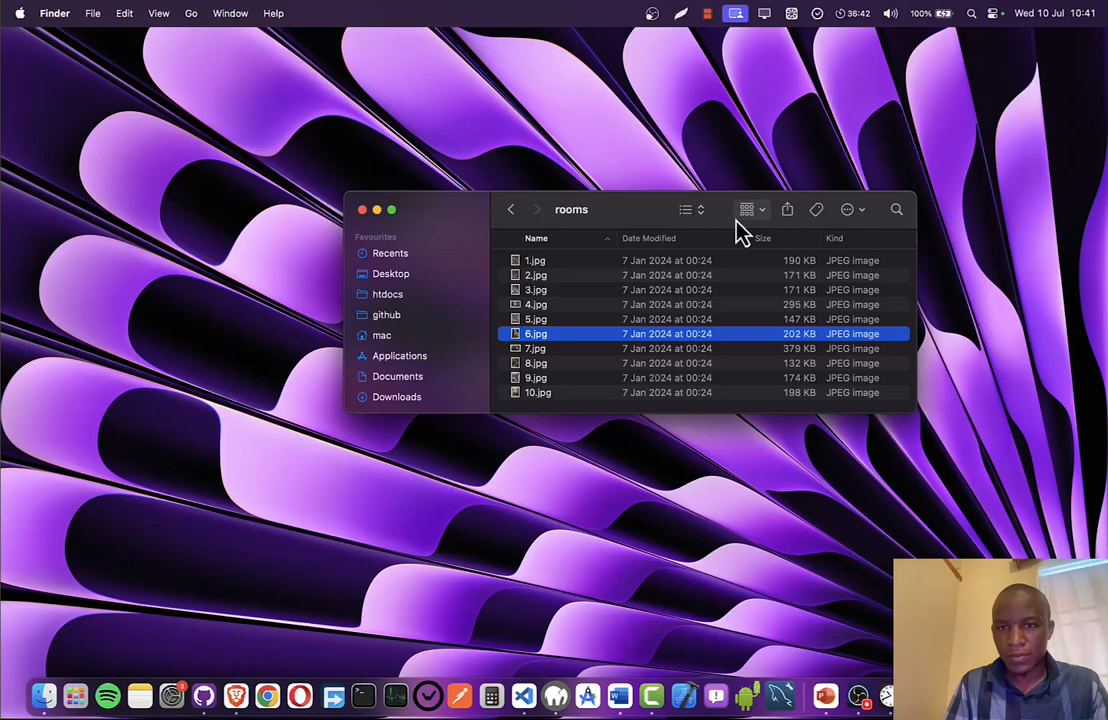 Finder File Edit View Go Window Help 36:42 100% Wed 10 Jul 10:41
rooms
Favourites
Recents
Desktop
htdocs
github
mac
Applications
Documents
Downloads
Name Date Modified Size Kind
1.jpg 7 Jan 2024 at 00:24 190 KB JPEG image
2.jpg 7 Jan 2024 at 00:24 171 KB JPEG image
3.jpg 7 Jan 2024 at 00:24 171 KB JPEG image
4.jpg 7 Jan 2024 at 00:24 295 KB JPEG image
5.jpg 7 Jan 2024 at 00:24 147 KB JPEG image
6.jpg 7 Jan 2024 at 00:24 202 KB JPEG image
7.jpg 7 Jan 2024 at 00:24 379 KB JPEG image
8.jpg 7 Jan 2024 at 00:24 132 KB JPEG image
9.jpg 7 Jan 2024 at 00:24 174 KB JPEG image
10.jpg 7 Jan 2024 at 00:24 198 KB JPEG image